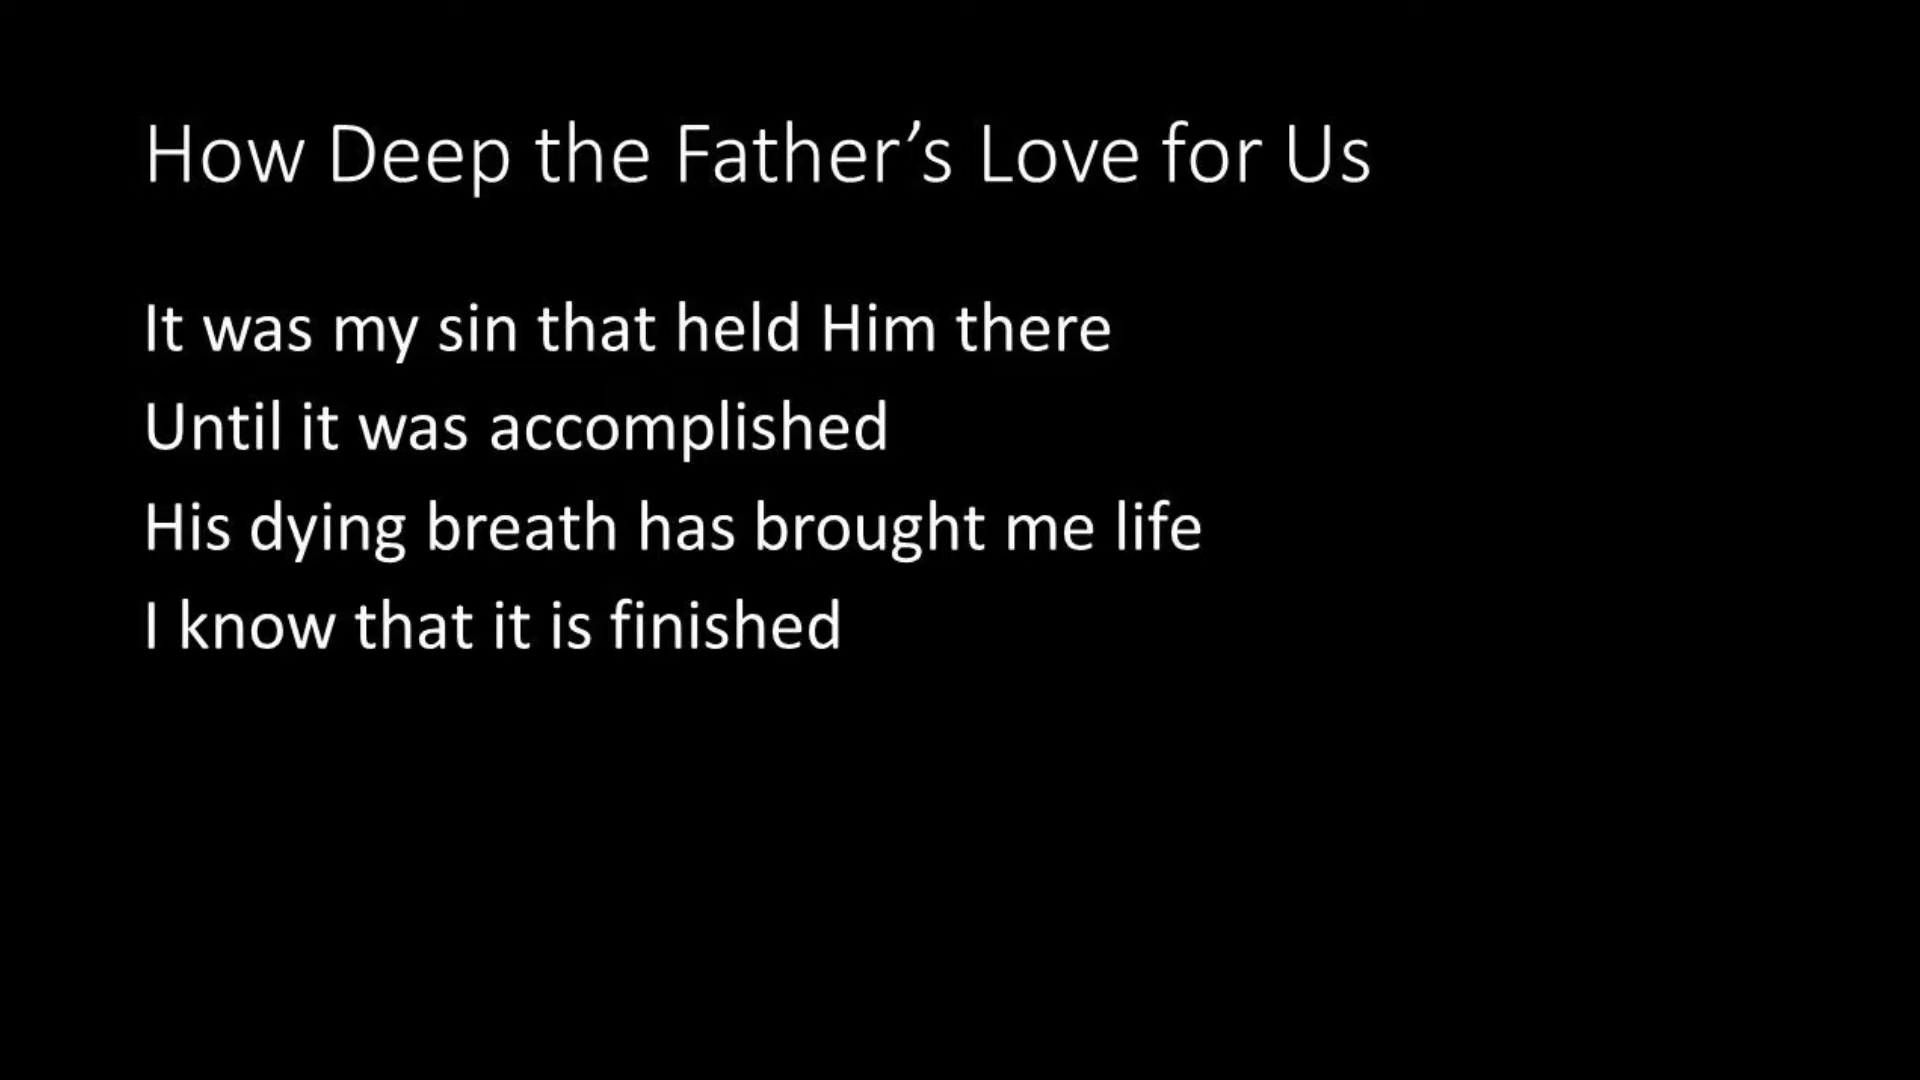 How Deep the Father’s Love for Us
It was my sin that held Him there
Until it was accomplished
His dying breath has brought me life
I know that it is finished